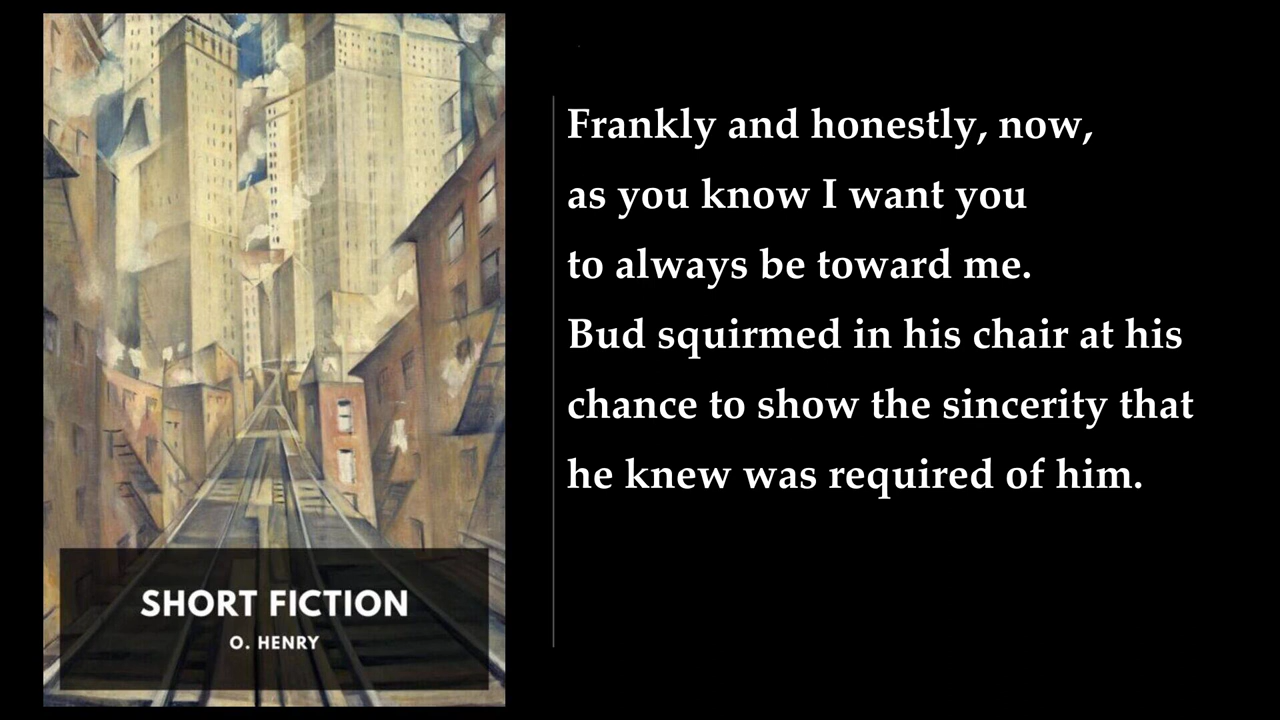 SHORT FICTION
O. HENRY
Frankly and honestly, now,
as you know I want you
to always be toward me.
Bud squirmed in his chair at his
chance to show the sincerity that
he knew was required of him.